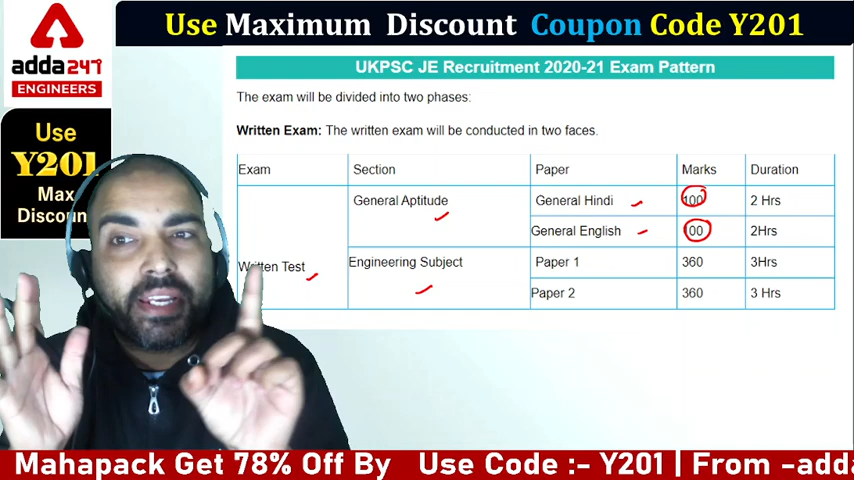 Use Maximum Discount Coupon Code Y201
adda247
ENGINEERS
Use
Y201
Max
Discoun
UKPSC JE Recruitment 2020-21 Exam Pattern
The exam will be divided into two phases:
Written Exam: The written exam will be conducted in two faces.
Exam Section Paper Marks Duration
General Aptitude General Hindi 100 2 Hrs
General English 100 2Hrs
Written Test Engineering Subject Paper 1 360 3Hrs
Paper 2 360 3 Hrs
Mahapack Get 78% Off By Use Code :- Y201 | From -adda